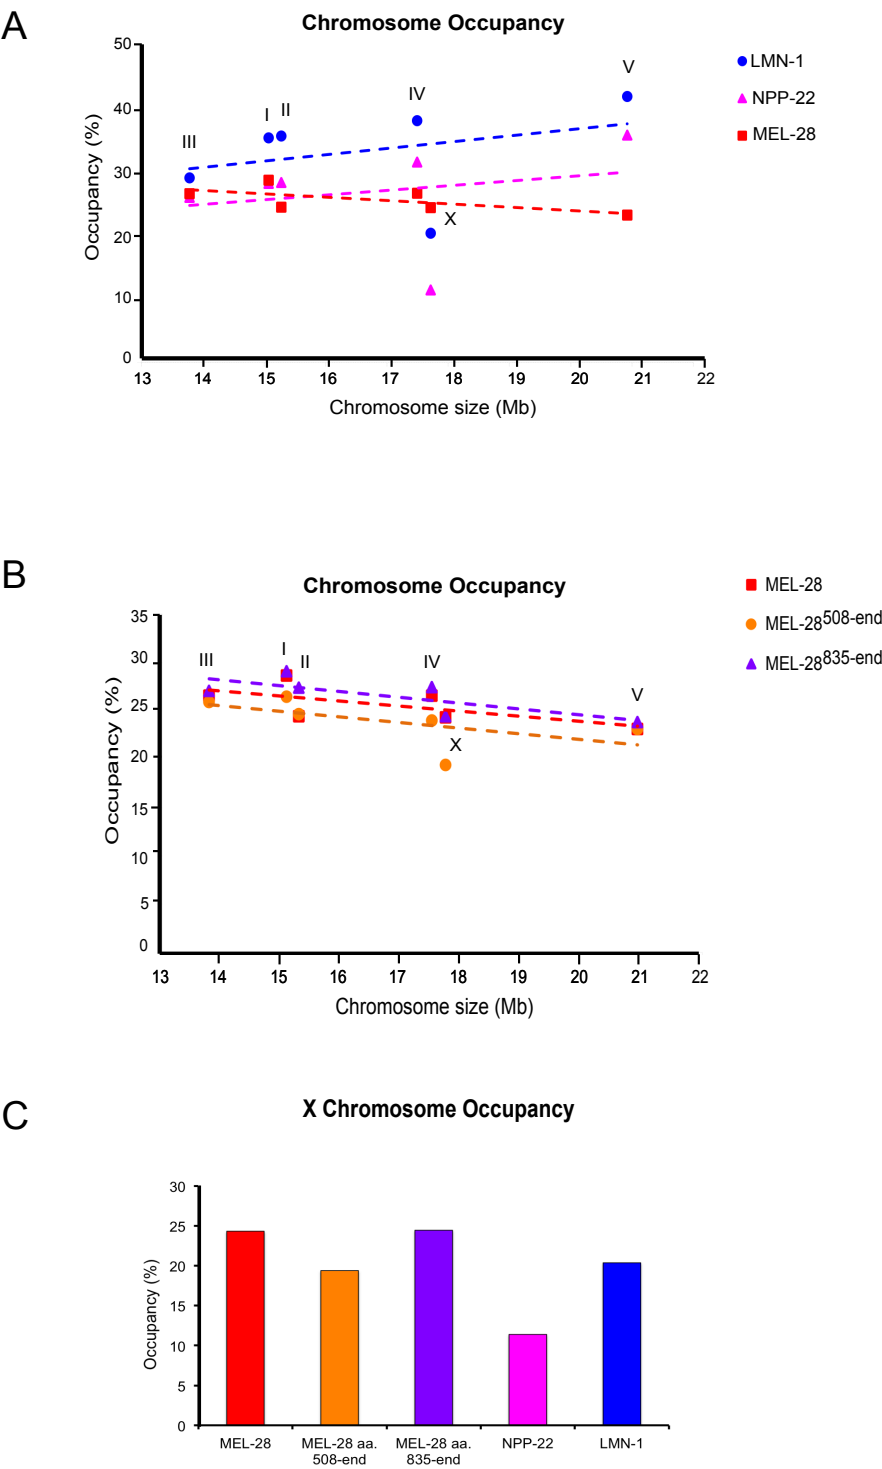 A
Chromosome Occupancy
50
40
30
20
10
0
Occupancy (%)
III
I
II
IV
X
V
LMN-1
NPP-22
MEL-28
13 14 15 16 17 18 19 20 21 22
Chromosome size (Mb)
B
Chromosome Occupancy
35
30
25
20
15
10
5
0
Occupancy (%)
III
I
II
IV
X
V
MEL-28
MEL-28508-end
MEL-28835-end
13 14 15 16 17 18 19 20 21 22
Chromosome size (Mb)
C
X Chromosome Occupancy
30
25
20
15
10
5
0
Occupancy (%)
MEL-28
MEL-28 aa.
508-end
MEL-28 aa.
835-end
NPP-22
LMN-1